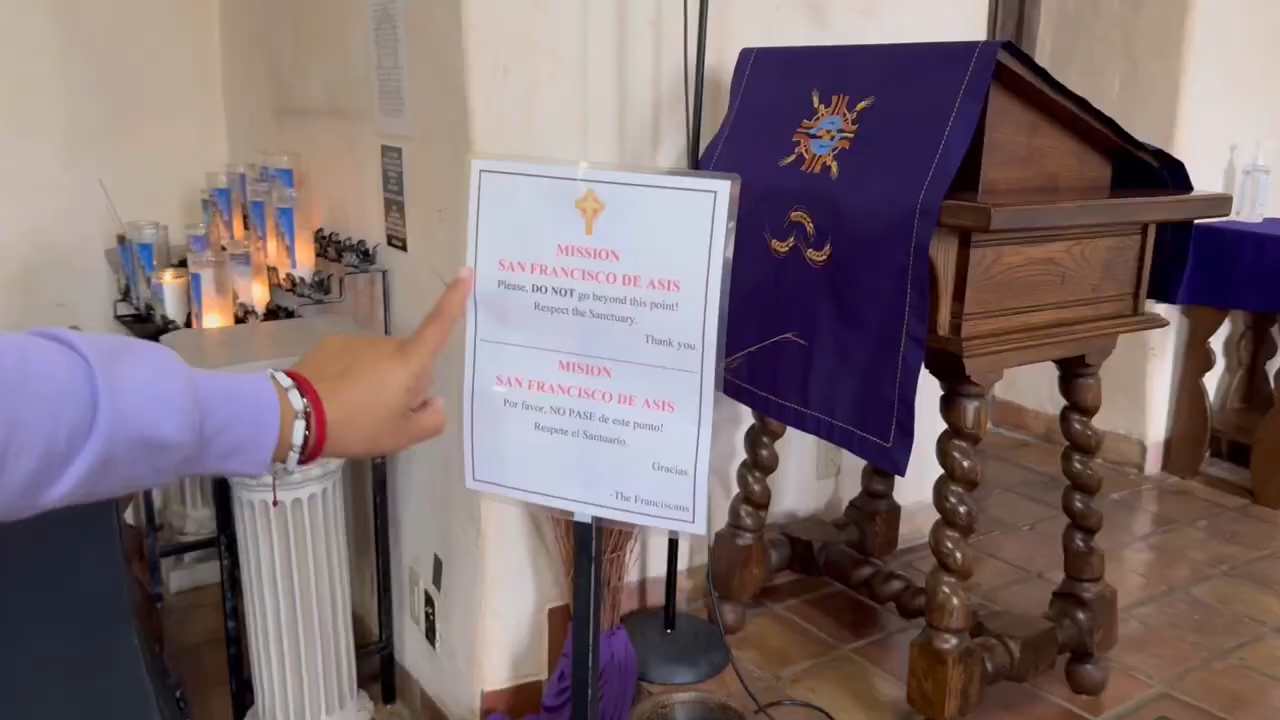 MISSION
SAN FRANCISCO DE ASIS
Please, DO NOT go beyond this point!
Respect the Sanctuary.
Thank you.
MISION
SAN FRANCISCO DE ASIS
Por favor, NO PASE de este punto!
Respete el Santuario.
Gracias.
-The Franciscans